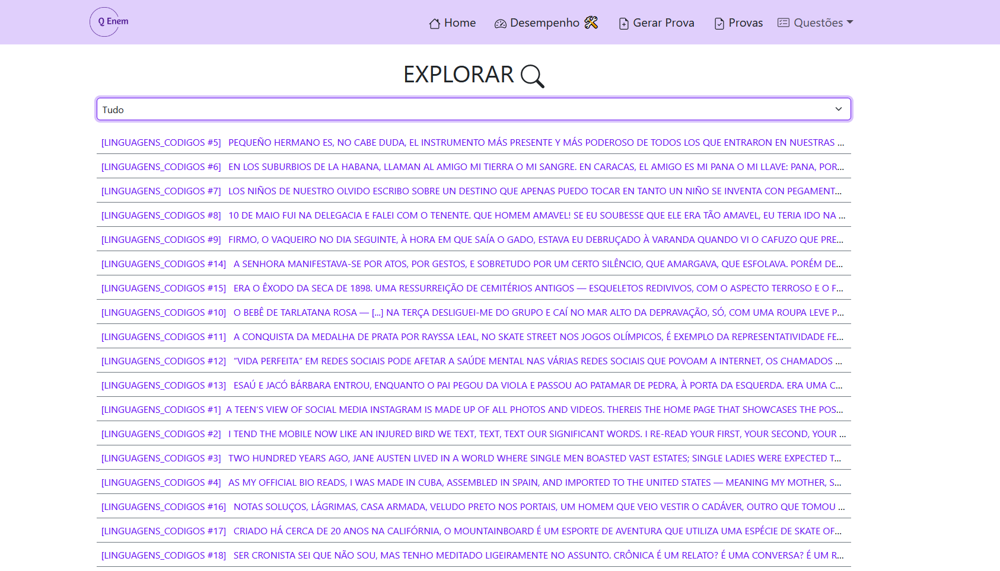 Q Enem
Home
Desempenho
Gerar Prova
Provas
Questões
EXPLORAR
Tudo
[LINGUAGENS_CODIGOS #5] PEQUEÑO HERMANO ES, NO CABE DUDA, EL INSTRUMENTO MÁS PRESENTE Y MÁS PODEROSO DE TODOS LOS QUE ENTRARON EN NUESTRAS ...
[LINGUAGENS_CODIGOS #6] EN LOS SUBURBIOS DE LA HABANA, LLAMAN AL AMIGO MI TIERRA O MI SANGRE. EN CARACAS, EL AMIGO ES MI PANA O MI LLAVE: PANA, POR...
[LINGUAGENS_CODIGOS #7] LOS NIÑOS DE NUESTRO OLVIDO ESCRIBO SOBRE UN DESTINO QUE APENAS PUEDO TOCAR EN TANTO UN NIÑO SE INVENTA CON PEGAMENT...
[LINGUAGENS_CODIGOS #8] 10 DE MAIO FUI NA DELEGACIA E FALEI COM O TENENTE. QUE HOMEM AMAVEL! SE EU SOUBESSE QUE ELE ERA TÃO AMAVEL, EU TERIA IDO NA ...
[LINGUAGENS_CODIGOS #9] FIRMO, O VAQUEIRO NO DIA SEGUINTE, À HORA EM QUE SAÍA O GADO, ESTAVA EU DEBRUÇADO À VARANDA QUANDO VI O CAFUZO QUE PRE...
[LINGUAGENS_CODIGOS #14] A SENHORA MANIFESTAVA-SE POR ATOS, POR GESTOS, E SOBRETUDO POR UM CERTO SILÊNCIO, QUE AMARGAVA, QUE ESFOLAVA. PORÉM DE...
[LINGUAGENS_CODIGOS #15] ERA O ÊXODO DA SECA DE 1898. UMA RESSURREIÇÃO DE CEMITÉRIOS ANTIGOS — ESQUELETOS REDIVIVOS, COM O ASPECTO TERROSO E O F...
[LINGUAGENS_CODIGOS #10] O BEBÊ DE TARLATANA ROSA — [...] NA TERÇA DESLIGUEI-ME DO GRUPO E CAÍ NO MAR ALTO DA DEPRAVAÇÃO, SÓ, COM UMA ROUPA LEVE P...
[LINGUAGENS_CODIGOS #11] A CONQUISTA DA MEDALHA DE PRATA POR RAYSSA LEAL, NO SKATE STREET NOS JOGOS OLÍMPICOS, É EXEMPLO DA REPRESENTATIVIDADE FE...
[LINGUAGENS_CODIGOS #12] “VIDA PERFEITA” EM REDES SOCIAIS PODE AFETAR A SAÚDE MENTAL NAS VÁRIAS REDES SOCIAIS QUE POVOAM A INTERNET, OS CHAMADOS ...
[LINGUAGENS_CODIGOS #13] ESAÚ E JACÓ BÁRBARA ENTROU, ENQUANTO O PAI PEGOU DA VIOLA E PASSOU AO PATAMAR DE PEDRA, À PORTA DA ESQUERDA. ERA UMA C...
[LINGUAGENS_CODIGOS #1] A TEEN’S VIEW OF SOCIAL MEDIA INSTAGRAM IS MADE UP OF ALL PHOTOS AND VIDEOS. THEREIS THE HOME PAGE THAT SHOWCASES THE POS...
[LINGUAGENS_CODIGOS #2] I TEND THE MOBILE NOW LIKE AN INJURED BIRD WE TEXT, TEXT, TEXT OUR SIGNIFICANT WORDS. I RE-READ YOUR FIRST, YOUR SECOND, YOUR ...
[LINGUAGENS_CODIGOS #3] TWO HUNDRED YEARS AGO, JANE AUSTEN LIVED IN A WORLD WHERE SINGLE MEN BOASTED VAST ESTATES; SINGLE LADIES WERE EXPECTED T...
[LINGUAGENS_CODIGOS #4] AS MY OFFICIAL BIO READS, I WAS MADE IN CUBA, ASSEMBLED IN SPAIN, AND IMPORTED TO THE UNITED STATES — MEANING MY MOTHER, S...
[LINGUAGENS_CODIGOS #16] NOTAS SOLUÇOS, LÁGRIMAS, CASA ARMADA, VELUDO PRETO NOS PORTAIS, UM HOMEM QUE VEIO VESTIR O CADÁVER, OUTRO QUE TOMOU ...
[LINGUAGENS_CODIGOS #17] CRIADO HÁ CERCA DE 20 ANOS NA CALIFÓRNIA, O MOUNTAINBOARD É UM ESPORTE DE AVENTURA QUE UTILIZA UMA ESPÉCIE DE SKATE OF...
[LINGUAGENS_CODIGOS #18] SER CRONISTA SEI QUE NÃO SOU, MAS TENHO MEDITADO LIGEIRAMENTE NO ASSUNTO. CRÔNICA É UM RELATO? É UMA CONVERSA? É UM R...